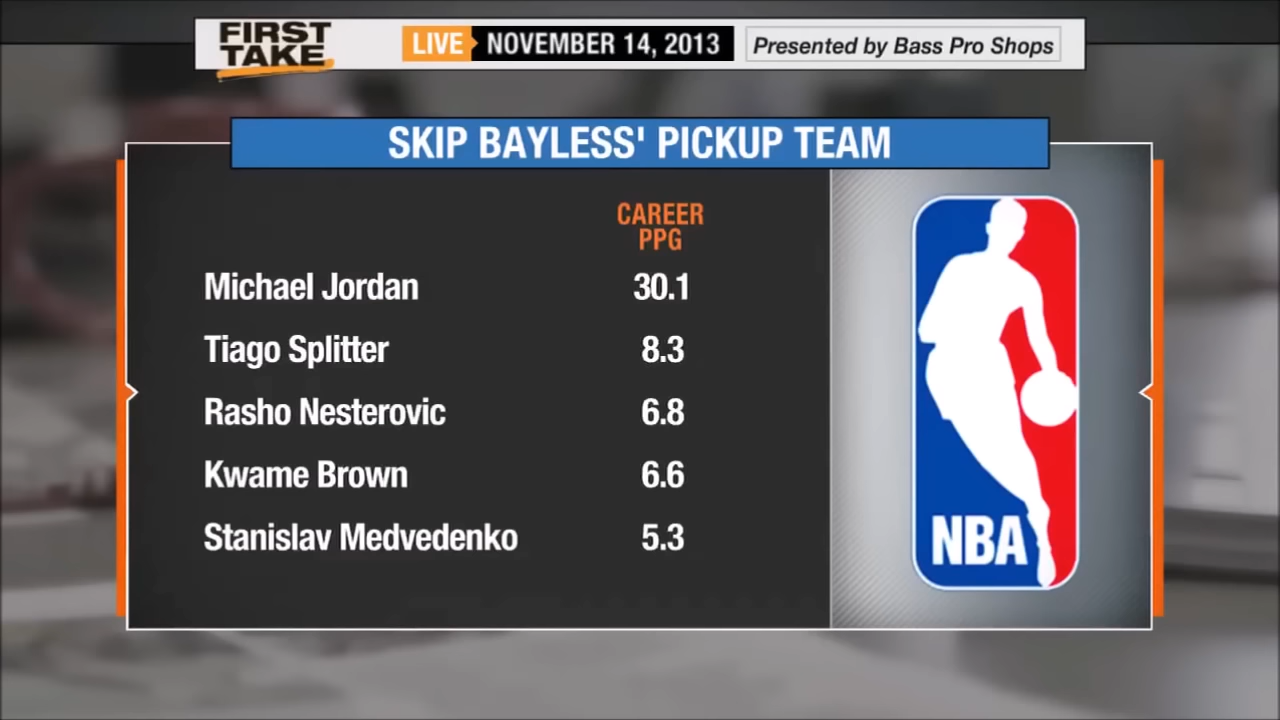 FIRST
TAKE
LIVE NOVEMBER 14, 2013 Presented by Bass Pro Shops
SKIP BAYLESS' PICKUP TEAM
CAREER
PPG
Michael Jordan 30.1
Tiago Splitter 8.3
Rasho Nesterovic 6.8
Kwame Brown 6.6
Stanislav Medvedenko 5.3
NBA